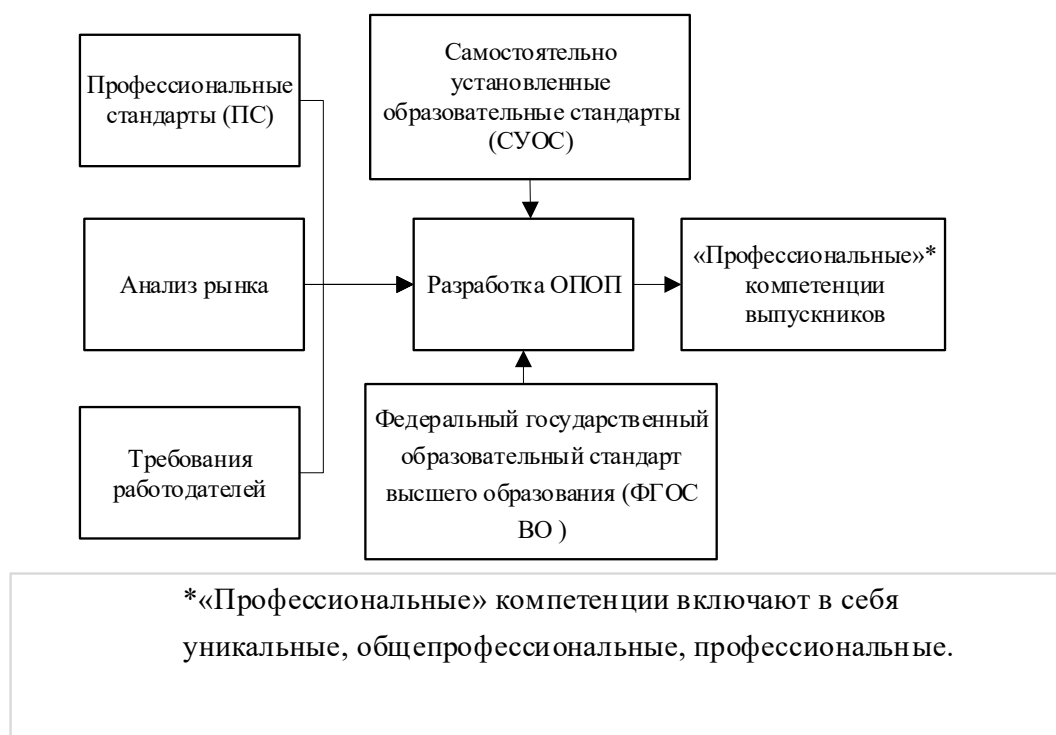 Профессиональные
стандарты (ПС)
Самостоятельно
установленные
образовательные стандарты
(СУОС)
Анализ рынка
Разработка ОПОП
«Профессиональные»*
компетенции
выпускников
Требования
работодателей
Федеральный государственный
образовательный стандарт
высшего образования (ФГОС
ВО )
*«Профессиональные» компетенции включают в себя
уникальные, общепрофессиональные, профессиональные.